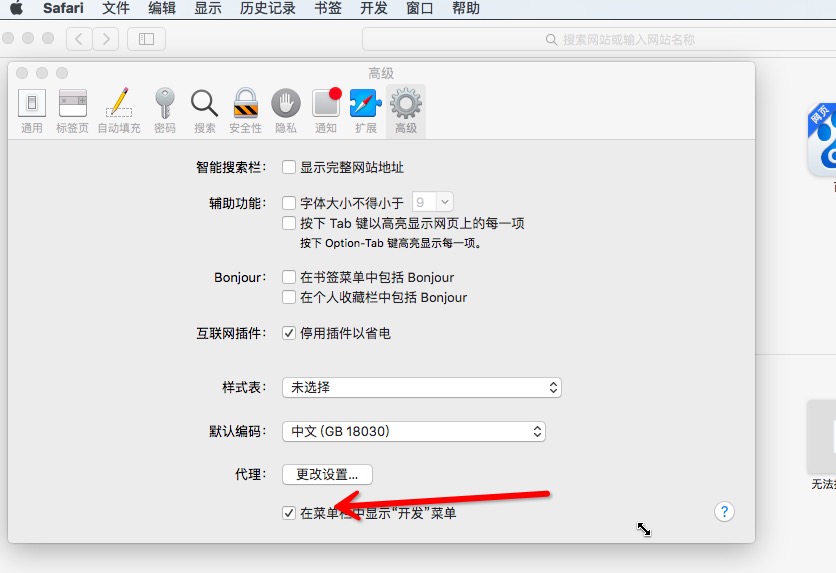 Safari 文件 编辑 显示 历史记录 书签 开发 窗口 帮助
搜索网站或输入网站名称
高级
通用 标签页 自动填充 密码 搜索 安全性 隐私 通知 扩展 高级
网页
智能搜索栏: 显示完整网站地址
辅助功能: 字体大小不得小于 9
按下 Tab 键以高亮显示网页上的每一项
按下 Option-Tab 键高亮显示每一项。
Bonjour: 在书签菜单中包括 Bonjour
在个人收藏栏中包括 Bonjour
互联网插件: 停用插件以省电
样式表: 未选择
默认编码: 中文 (GB 18030)
代理: 更改设置...
无法
在菜单栏中显示“开发”菜单
?